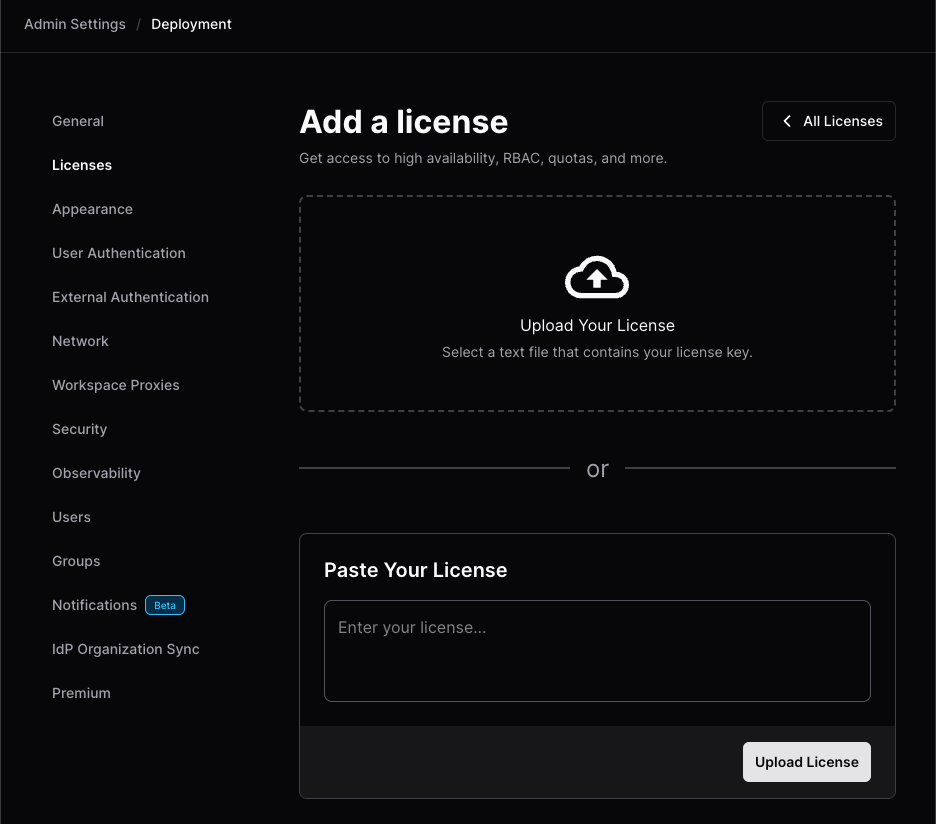 Admin Settings / Deployment
General
Licenses
Appearance
User Authentication
External Authentication
Network
Workspace Proxies
Security
Observability
Users
Groups
Notifications Beta
IdP Organization Sync
Premium
Add a license
All Licenses
Get access to high availability, RBAC, quotas, and more.
Upload Your License
Select a text file that contains your license key.
or
Paste Your License
Enter your license...
Upload License